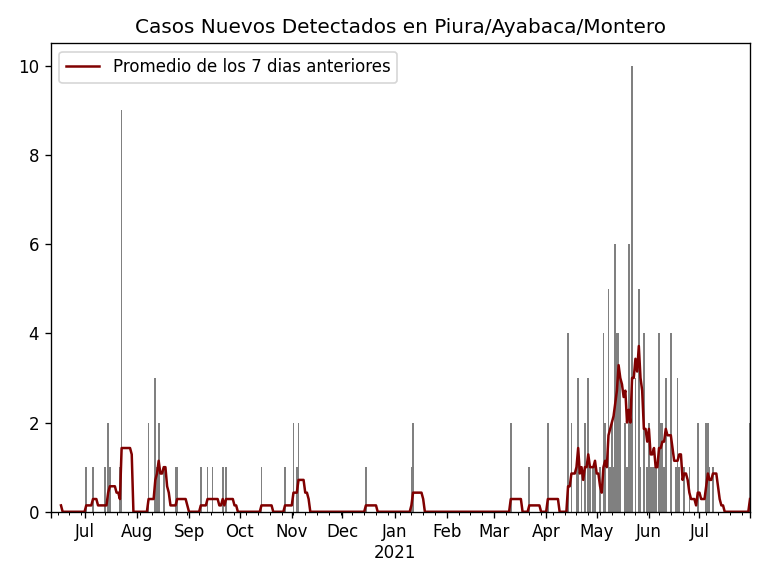 Casos Nuevos Detectados en Piura/Ayabaca/Montero
Promedio de los 7 dias anteriores
10
8
6
4
2
0
Jul Aug Sep Oct Nov Dec Jan Feb Mar Apr May Jun Jul
2021